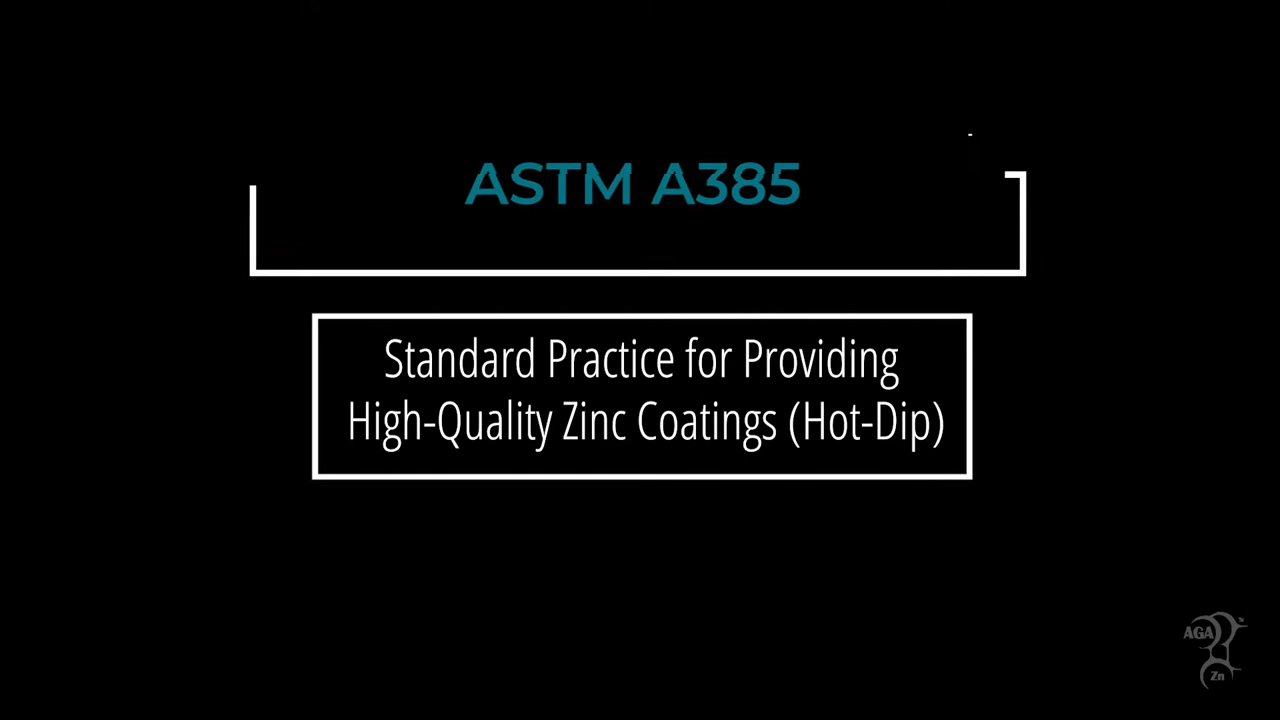 ASTM A385
Standard Practice for Providing
High-Quality Zinc Coatings (Hot-Dip)
AGA
Zn